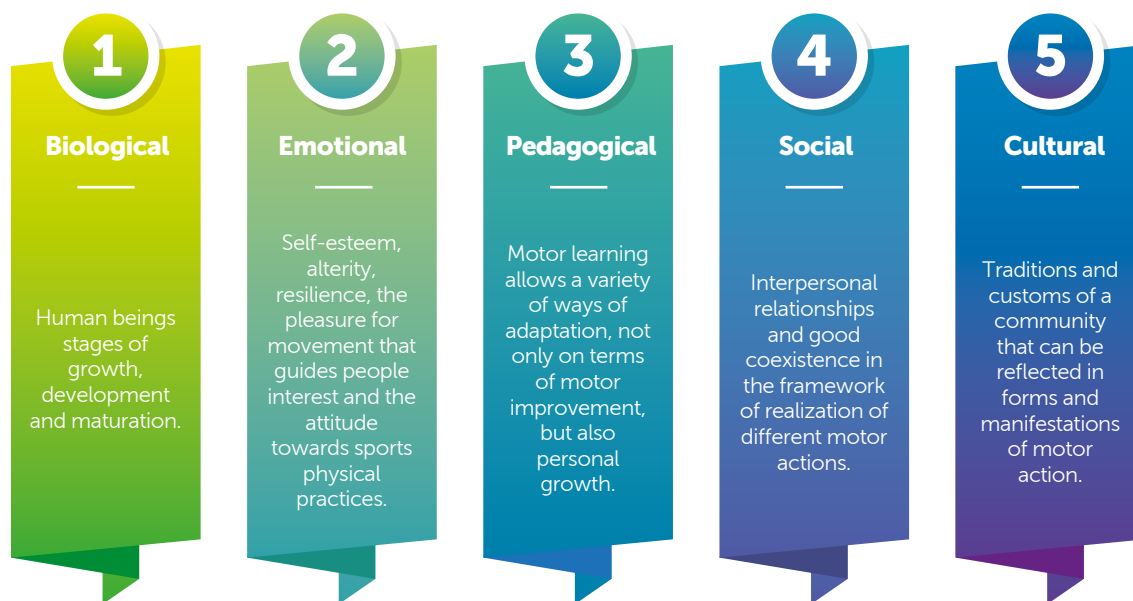 1
Biological
Human beings
stages of
growth,
development
and maturation.
2
Emotional
Self-esteem,
alterity,
resilience, the
pleasure for
movement that
guides people
interest and the
attitude
towards sports
physical
practices.
3
Pedagogical
Motor learning
allows a variety
of ways of
adaptation, not
only on terms
of motor
improvement,
but also
personal
growth.
4
Social
Interpersonal
relationships
and good
coexistence in
the framework
of realization of
different motor
actions.
5
Cultural
Traditions and
customs of a
community
that can be
reflected in
forms and
manifestations
of motor
action.